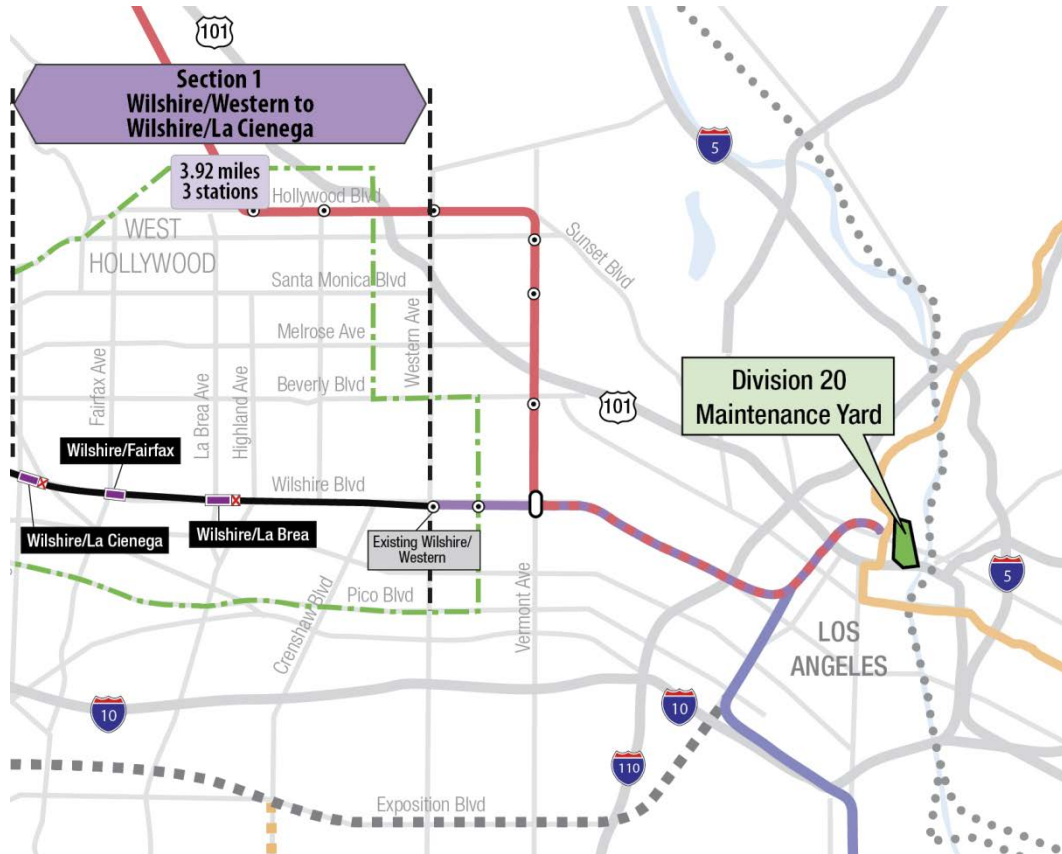 101
Section 1
Wilshire/Western to
Wilshire/La Cienega
3.92 miles
3 stations
5
Hollywood Blvd
WEST
HOLLYWOOD
Sunset Blvd
Santa Monica Blvd
Western Ave
Melrose Ave
Fairfax Ave
La Brea Ave
Highland Ave
Beverly Blvd
101
Division 20
Maintenance Yard
Wilshire/Fairfax
Wilshire Blvd
Wilshire/La Cienega
Wilshire/La Brea
Existing Wilshire/
Western
5
Pico Blvd
Crenshaw Blvd
Vermont Ave
LOS
ANGELES
10
10
110
Exposition Blvd